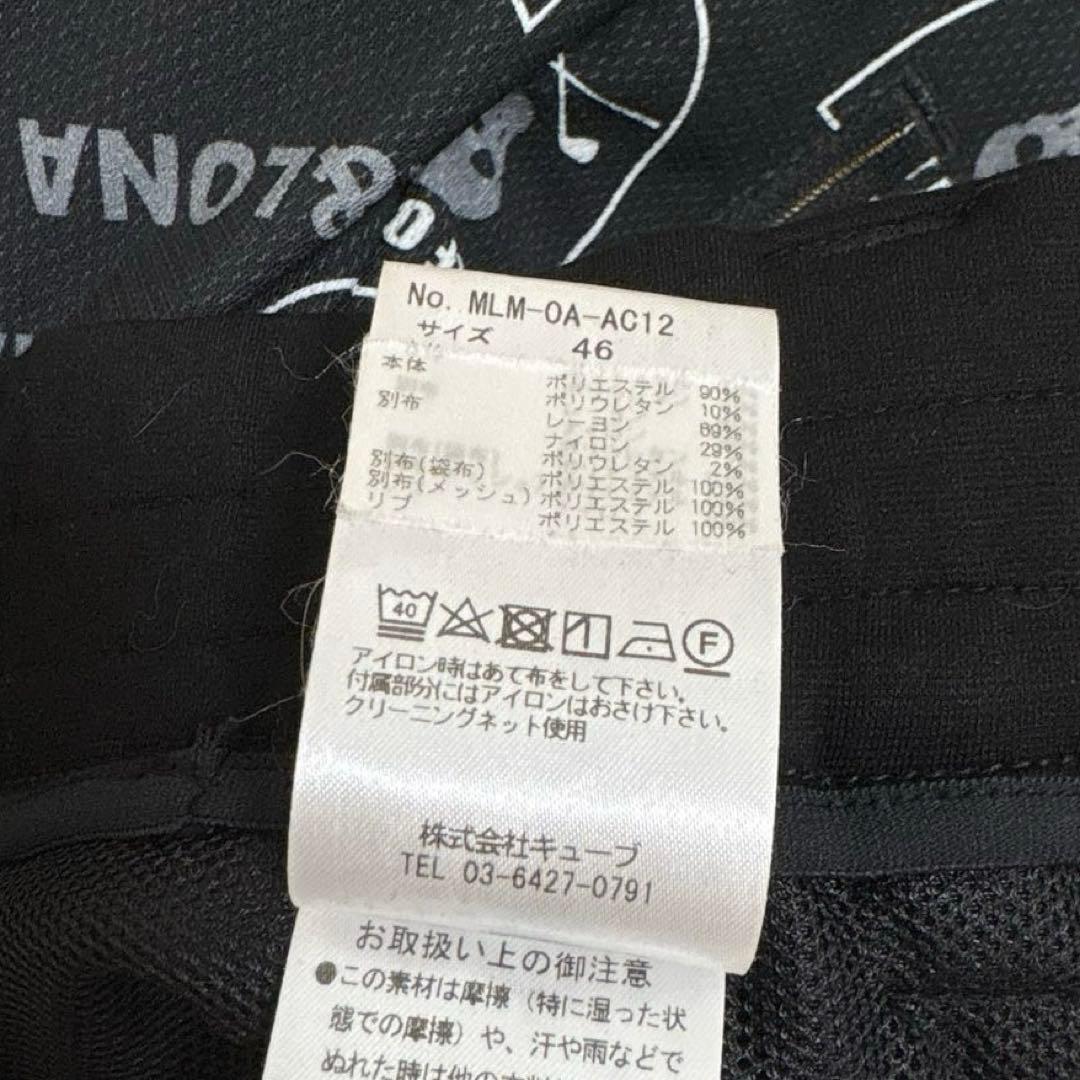 &LONA
No. MLM-0A-AC12
サイズ 46
本体 ポリエステル 90%
ポリウレタン 10%
別布 レーヨン 69%
ナイロン 29%
ポリウレタン 2%
別布(袋布) ポリエステル 100%
別布(メッシュ) ポリエステル 100%
リブ ポリエステル 100%
40
F
アイロン時はあて布をして下さい。
付属部分にはアイロンはおさけ下さい。
クリーニングネット使用
株式会社キューブ
TEL 03-6427-0791
お取扱い上の御注意
●この素材は摩擦（特に湿った状
態での摩擦）や、汗や雨などで
ぬれた時は他の衣料